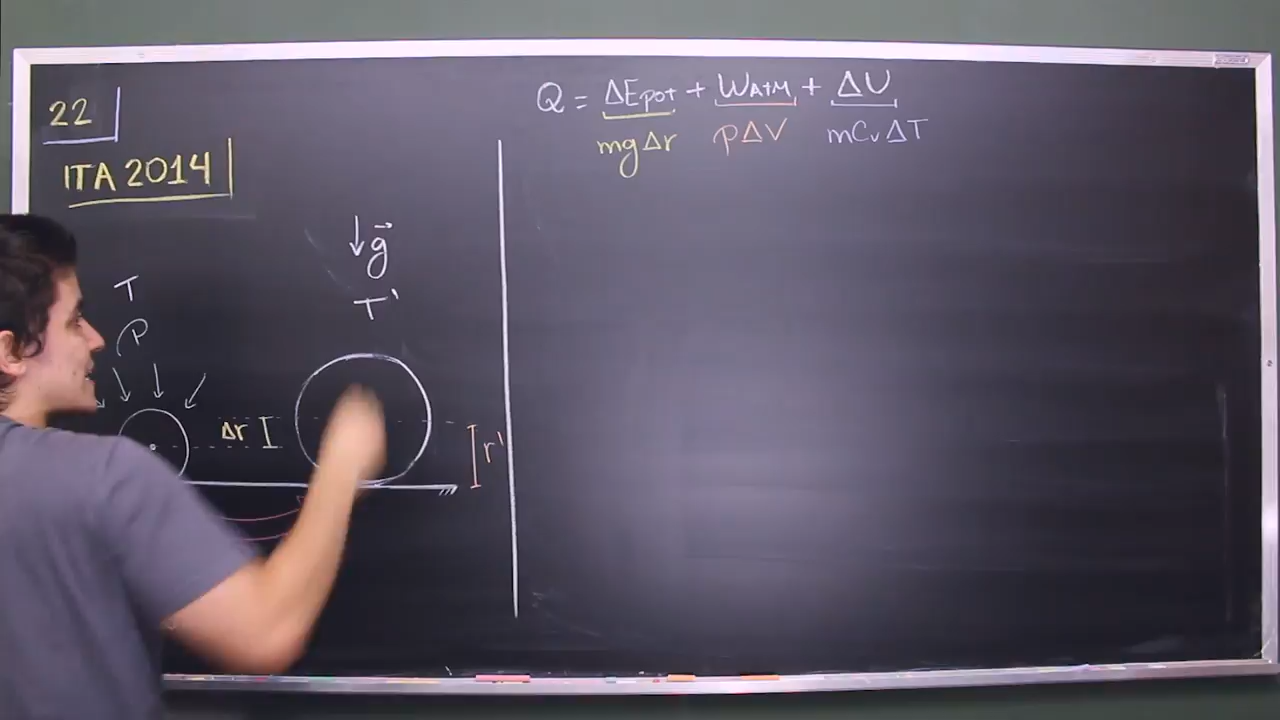 22
ITA 2014
Q = ΔEpot + WAtM + ΔU
mgΔr pΔV mCvΔT
↓g⃗
T'
T
P
Δr
r'